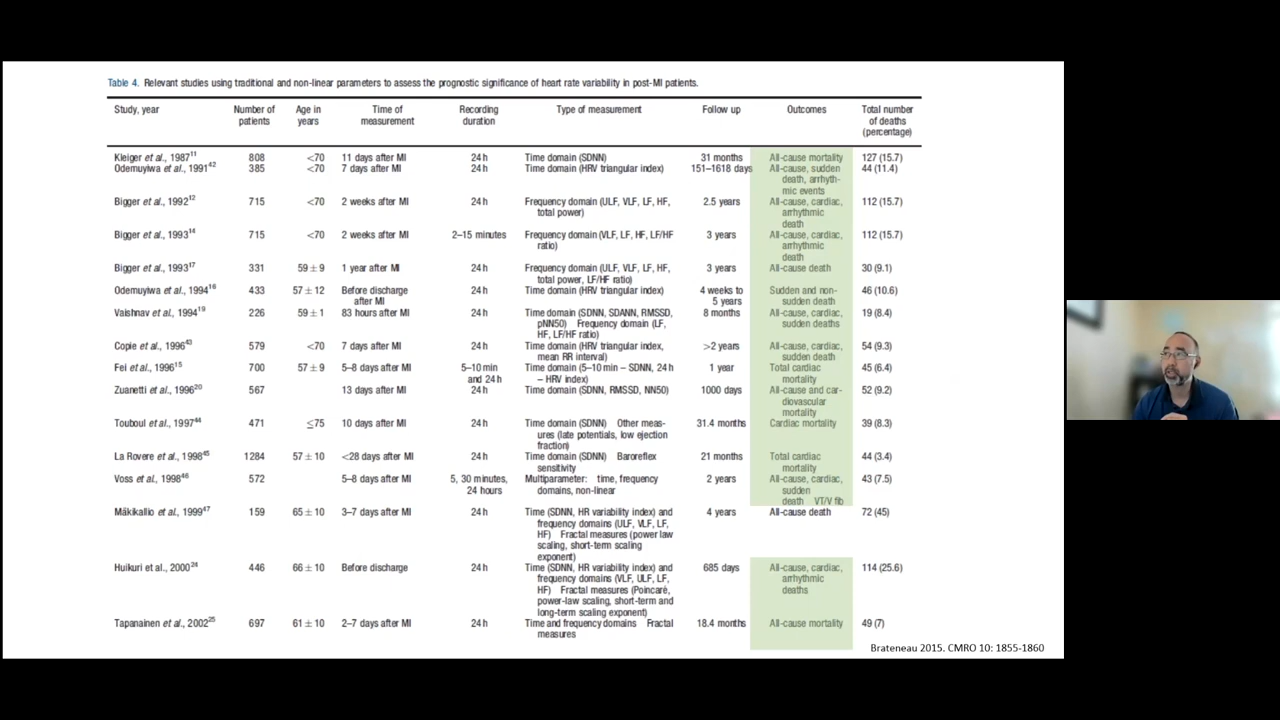 Table 4. Relevant studies using traditional and non-linear parameters to assess the prognostic significance of heart rate variability in post-MI patients.
Study, year Number of patients Age in years Time of measurement Recording duration Type of measurement Follow up Outcomes Total number of deaths (percentage)
Kleiger et al., 1987¹¹ 808 <70 11 days after MI 24 h Time domain (SDNN) 31 months All-cause mortality 127 (15.7)
Odemuyiwa et al., 1991⁴² 385 <70 7 days after MI 24 h Time domain (HRV triangular index) 151–1618 days All-cause, sudden death, arrhyth-mic events 44 (11.4)
Bigger et al., 1992¹² 715 <70 2 weeks after MI 24 h Frequency domain (ULF, VLF, LF, HF, total power) 2.5 years All-cause, cardiac, arrhythmic death 112 (15.7)
Bigger et al., 1993¹⁴ 715 <70 2 weeks after MI 2–15 minutes Frequency domain (VLF, LF, HF, LF/HF ratio) 3 years All-cause, cardiac, arrhythmic death 112 (15.7)
Bigger et al., 1993¹⁷ 331 59 ± 9 1 year after MI 24 h Frequency domain (ULF, VLF, LF, HF, total power, LF/HF ratio) 3 years All-cause death 30 (9.1)
Odemuyiwa et al., 1994¹⁶ 433 57 ± 12 Before discharge after MI 24 h Time domain (HRV triangular index) 4 weeks to 5 years Sudden and non-sudden death 46 (10.6)
Vaishnav et al., 1994¹⁹ 226 59 ± 1 83 hours after MI 24 h Time domain (SDNN, SDANN, RMSSD, pNN50) Frequency domain (LF, HF, LF/HF ratio) 8 months All-cause, cardiac, sudden deaths 19 (8.4)
Copie et al., 1996⁴³ 579 <70 7 days after MI 24 h Time domain (HRV triangular index, mean RR interval) >2 years All-cause, cardiac, sudden death 54 (9.3)
Fei et al., 1996¹⁵ 700 57 ± 9 5–8 days after MI 5–10 min and 24 h Time domain (5–10 min – SDNN, 24 h – HRV index) 1 year Total cardiac mortality 45 (6.4)
Zuanetti et al., 1996²⁰ 567 13 days after MI 24 h Time domain (SDNN, RMSSD, NN50) 1000 days All-cause and car-diovascular mortality 52 (9.2)
Touboul et al., 1997⁴⁴ 471 ≤75 10 days after MI 24 h Time domain (SDNN) Other meas-ures (late potentials, low ejection fraction) 31.4 months Cardiac mortality 39 (8.3)
La Rovere et al., 1998⁴⁵ 1284 57 ± 10 <28 days after MI 24 h Time domain (SDNN) Baroreflex sensitivity 21 months Total cardiac mortality 44 (3.4)
Voss et al., 1998⁴⁶ 572 5–8 days after MI 5, 30 minutes, 24 hours Multiparameter: time, frequency domains, non-linear 2 years All-cause, cardiac, sudden death VT/V fib 43 (7.5)
Mäkikallio et al., 1999⁴⁷ 159 65 ± 10 3–7 days after MI 24 h Time (SDNN, HR variability index) and frequency domains (ULF, VLF, LF, HF) Fractal measures (power law scaling, short-term scaling exponent) 4 years All-cause death 72 (45)
Huikuri et al., 2000²⁴ 446 66 ± 10 Before discharge 24 h Time (SDNN, HR variability index) and frequency domains (VLF, ULF, LF, HF) Fractal measures (Poincarè, power-law scaling, short-term and long-term scaling exponent) 685 days All-cause, cardiac, arrhythmic deaths 114 (25.6)
Tapanainen et al., 2002²⁵ 697 61 ± 10 2–7 days after MI 24 h Time and frequency domains Fractal measures 18.4 months All-cause mortality 49 (7)
Brateneau 2015. CMRO 10: 1855-1860